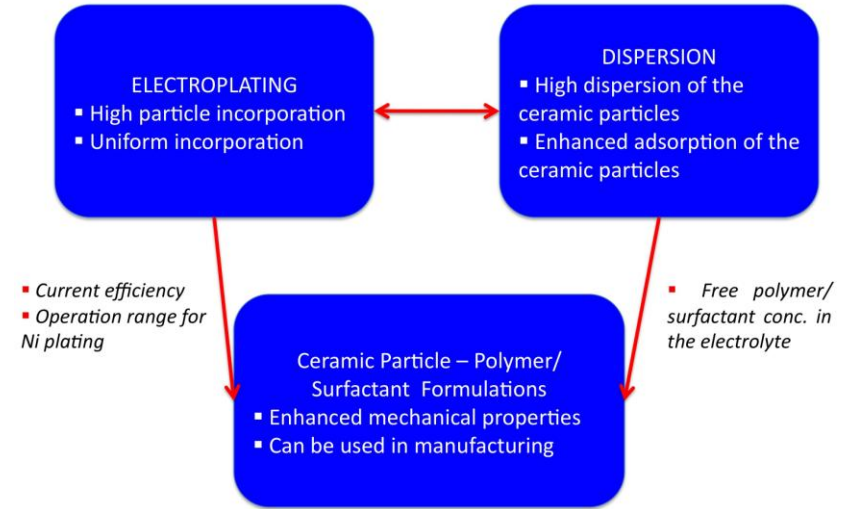 ELECTROPLATING
▪ High particle incorporation
▪ Uniform incorporation
DISPERSION
▪ High dispersion of the
ceramic particles
▪ Enhanced adsorption of the
ceramic particles
▪ Current efficiency
▪ Operation range for
Ni plating
▪ Free polymer/
surfactant conc. in
the electrolyte
Ceramic Particle – Polymer/
Surfactant Formulations
▪ Enhanced mechanical properties
▪ Can be used in manufacturing